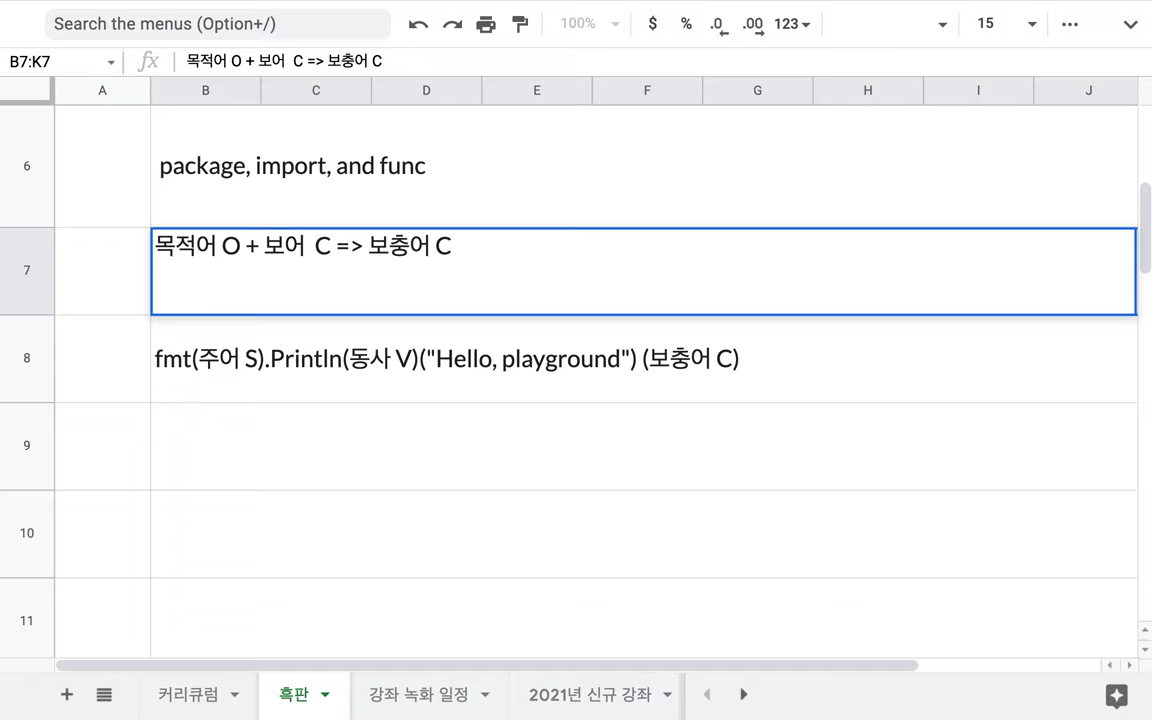 Search the menus (Option+/)
100%
$ % .0 .00 123
15
B7:K7
fx
목적어 O + 보어  C => 보충어 C
A B C D E F G H I J
6
package, import, and func
7
목적어 O + 보어  C => 보충어 C
8
fmt(주어 S).Println(동사 V)("Hello, playground") (보충어 C)
9
10
11
커리큘럼
흑판
강좌 녹화 일정
2021년 신규 강좌